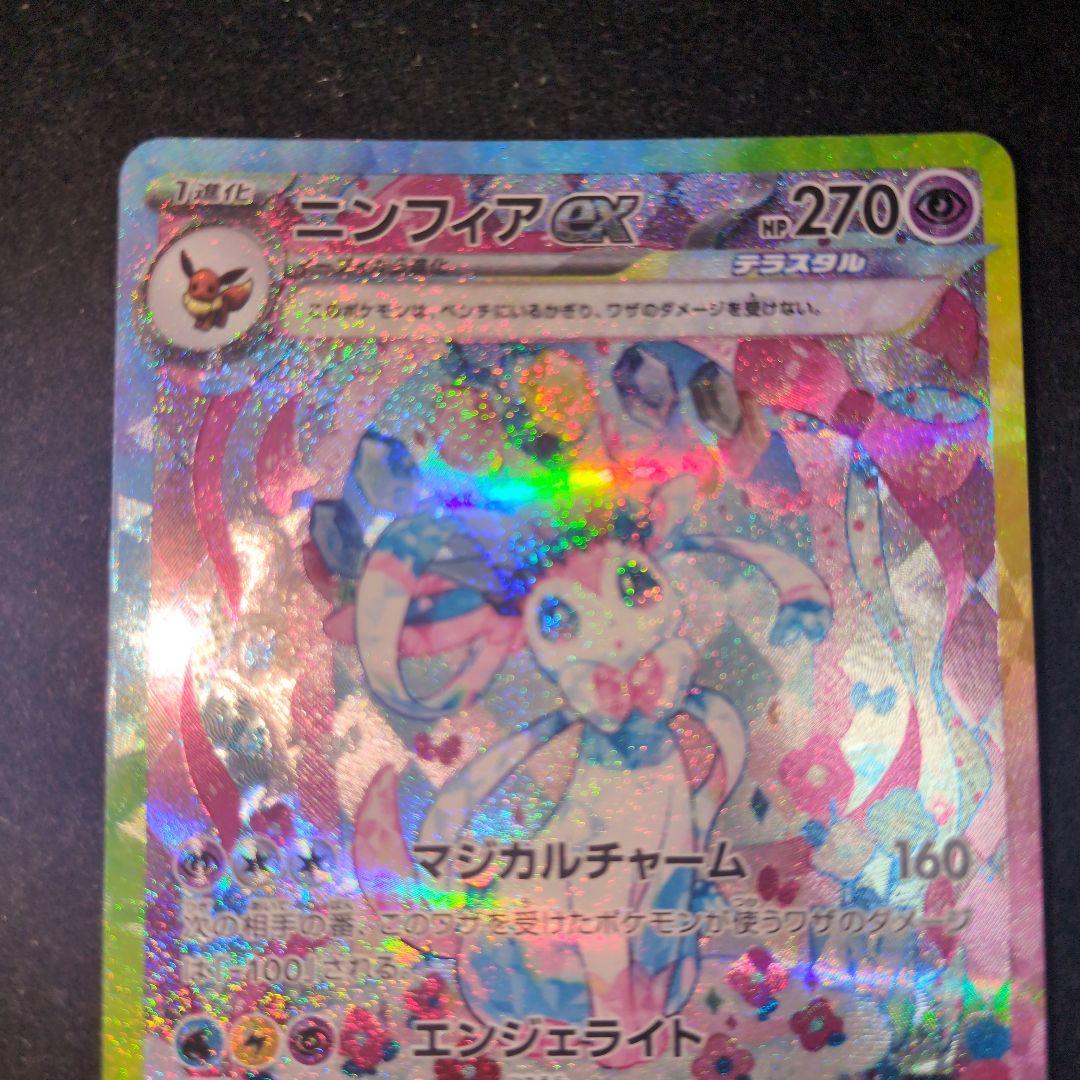 1進化
ニンフィアex HP270
から進化
テラスタル
このポケモンは、ベンチにいるかぎり、ワザのダメージを受けない。
マジカルチャーム 160
次の相手の番、このワザを受けたポケモンが使うワザのダメージ
は「-100」される。
エンジェライト